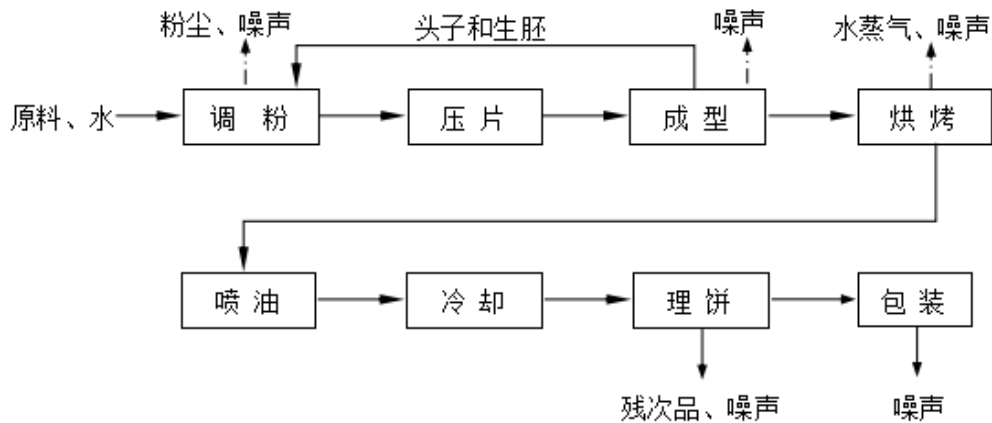 粉尘、噪声
头子和生胚
噪声
水蒸气、噪声
原料、水
调 粉
压 片
成 型
烘 烤
喷 油
冷 却
理 饼
包 装
残次品、噪声
噪声